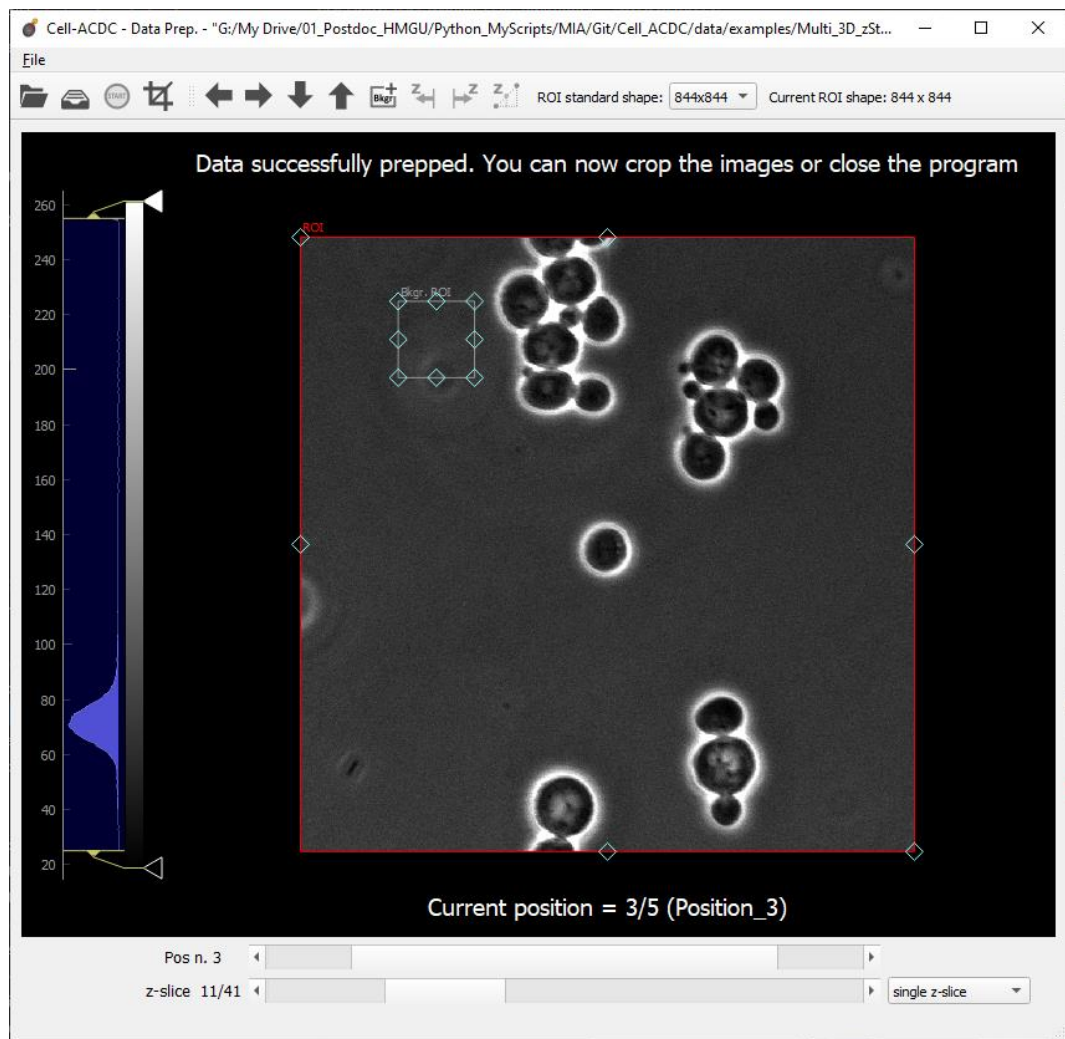 Cell-ACDC - Data Prep. - "G:/My Drive/01_Postdoc_HMGU/Python_MyScripts/MIA/Git/Cell_ACDC/data/examples/Multi_3D_zSt...
File
START
Bkgr
Z
Z
Z
ROI standard shape: 844x844
Current ROI shape: 844 x 844
Data successfully prepped. You can now crop the images or close the program
260
240
220
200
180
160
140
120
100
80
60
40
20
ROI
Bkgr. ROI
Current position = 3/5 (Position_3)
Pos n. 3
z-slice 11/41
single z-slice